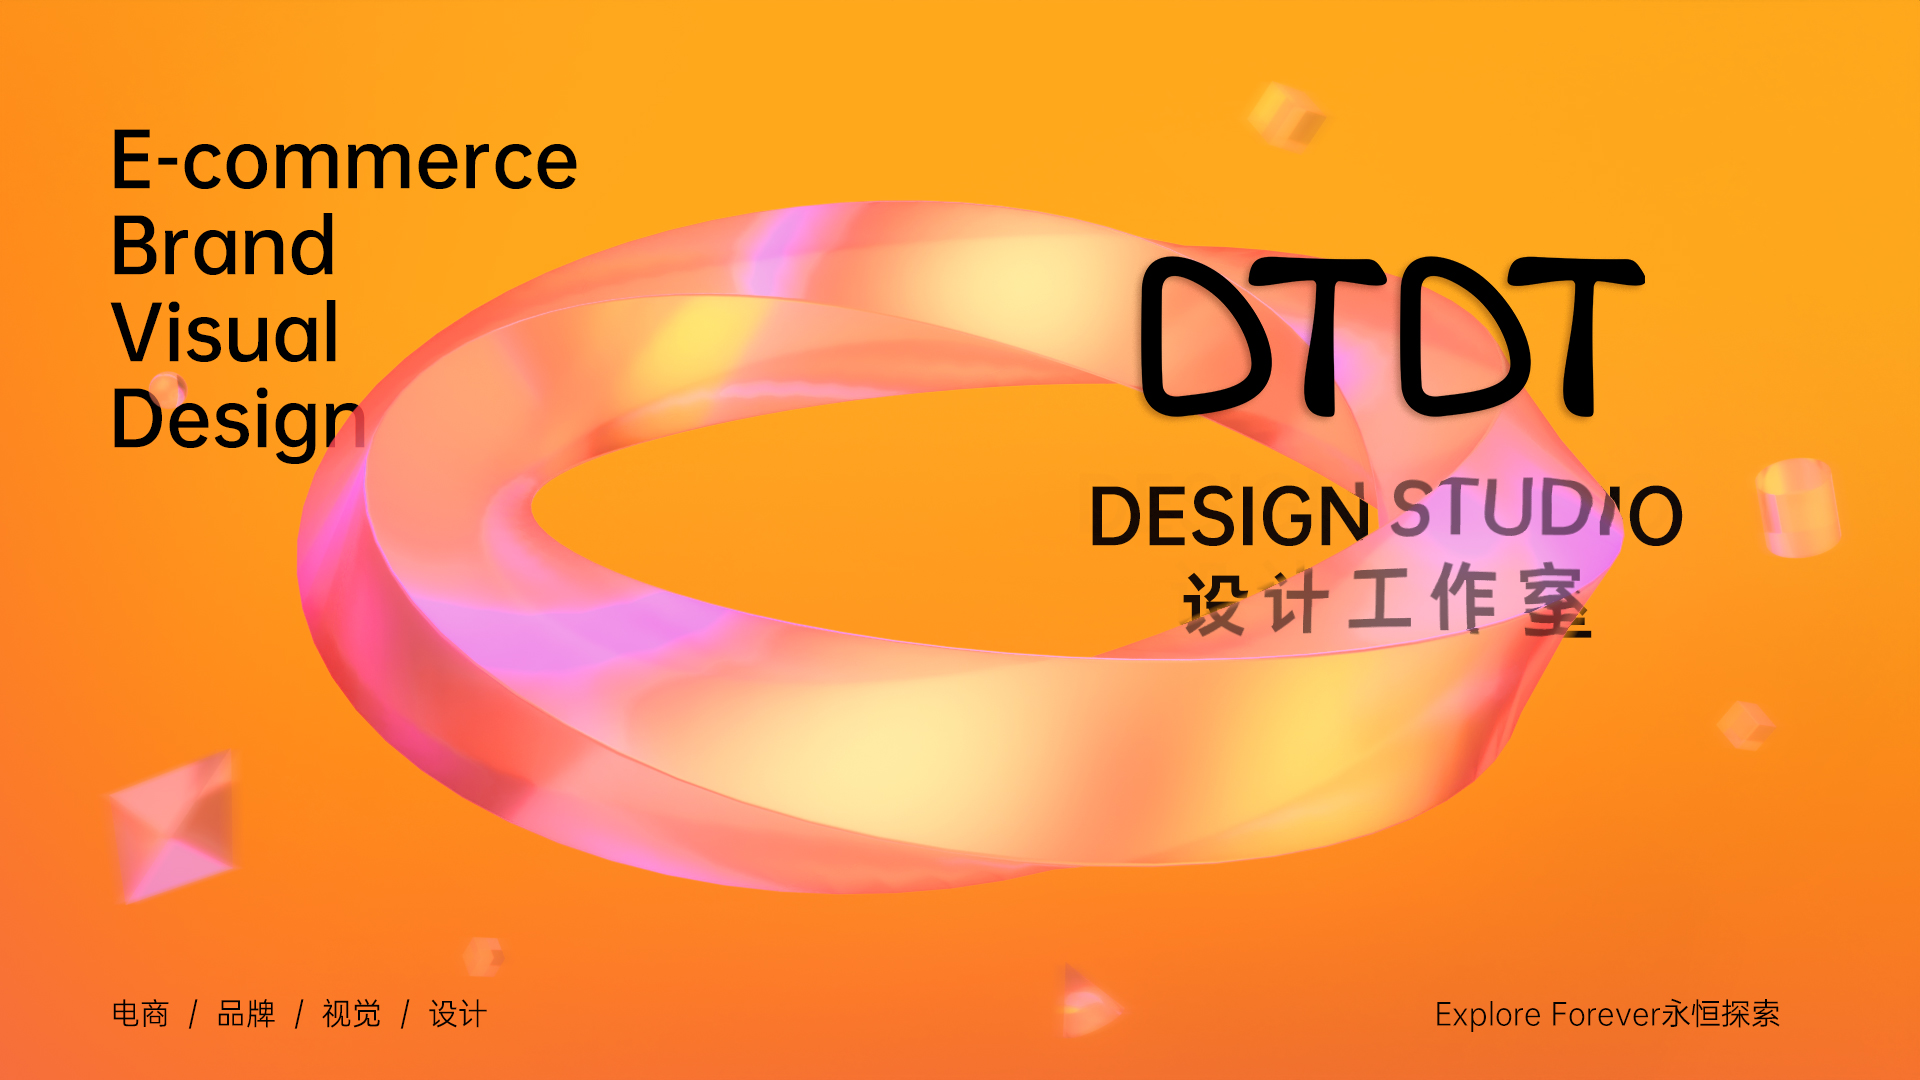 E-commerce
Brand
Visual
Design
DTDT
DESIGN STUDIO
设计工作室
电商 / 品牌 / 视觉 / 设计
Explore Forever永恒探索